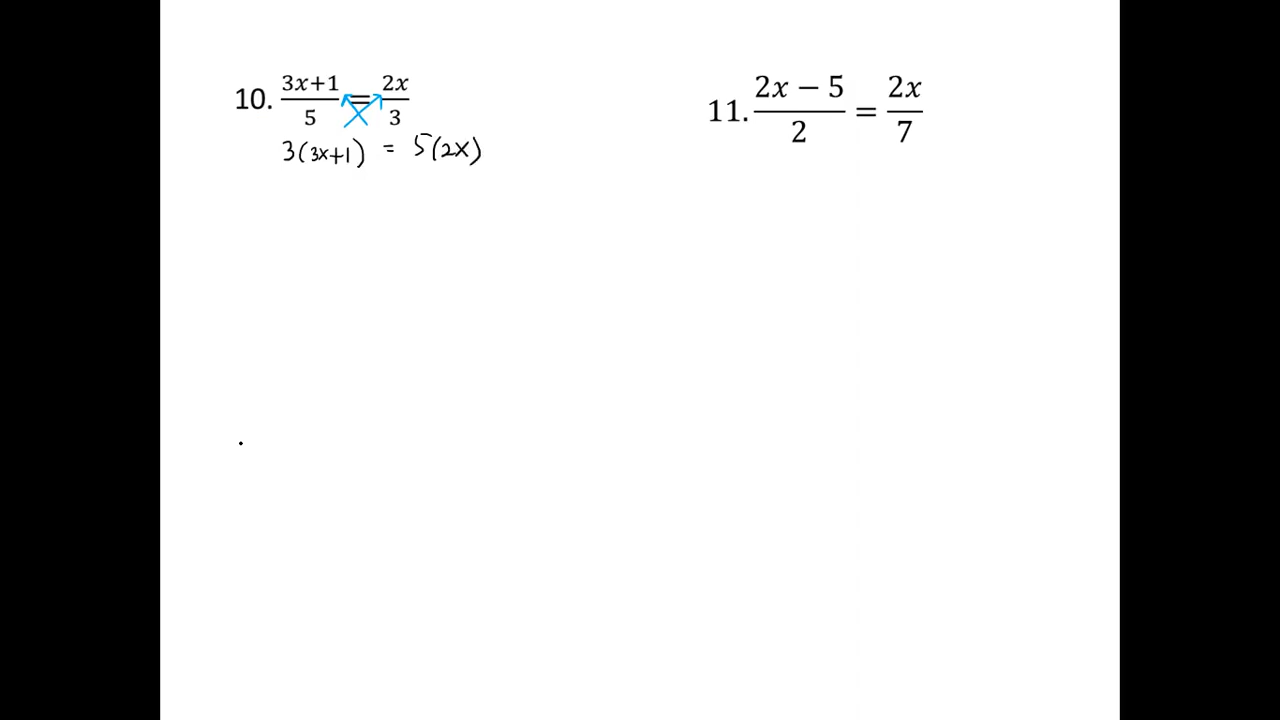 10. (3x+1)/5 = 2x/3
3(3x+1) = 5(2x)
11. (2x − 5)/2 = 2x/7